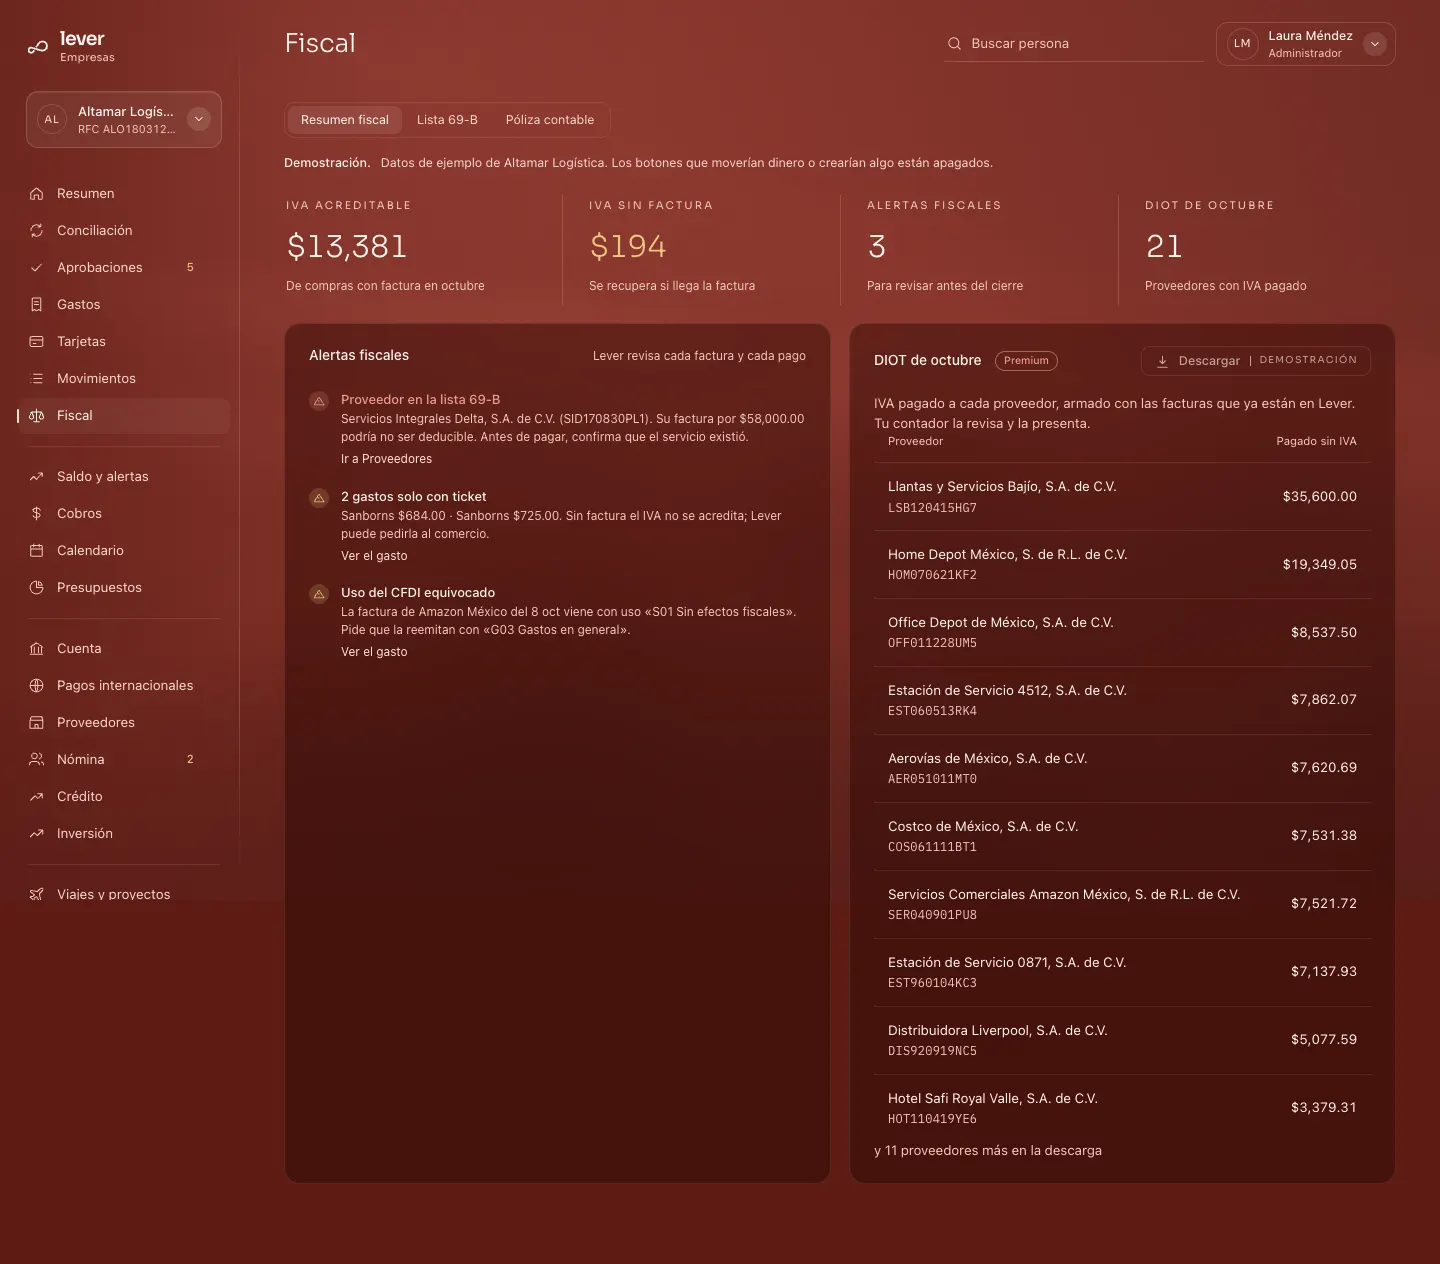 lever
Empresas
AL
Altamar Logís...
RFC ALO180312...
Resumen
Conciliación
Aprobaciones 5
Gastos
Tarjetas
Movimientos
Fiscal
Saldo y alertas
Cobros
Calendario
Presupuestos
Cuenta
Pagos internacionales
Proveedores
Nómina 2
Crédito
Inversión
Viajes y proyectos
Fiscal
Buscar persona
LM
Laura Méndez
Administrador
Resumen fiscal Lista 69-B Póliza contable
Demostración. Datos de ejemplo de Altamar Logística. Los botones que moverían dinero o crearían algo están apagados.
IVA ACREDITABLE
$13,381
De compras con factura en octubre
IVA SIN FACTURA
$194
Se recupera si llega la factura
ALERTAS FISCALES
3
Para revisar antes del cierre
DIOT DE OCTUBRE
21
Proveedores con IVA pagado
Alertas fiscales
Lever revisa cada factura y cada pago
Proveedor en la lista 69-B
Servicios Integrales Delta, S.A. de C.V. (SID170830PL1). Su factura por $58,000.00
podría no ser deducible. Antes de pagar, confirma que el servicio existió.
Ir a Proveedores
2 gastos solo con ticket
Sanborns $684.00 · Sanborns $725.00. Sin factura el IVA no se acredita; Lever
puede pedirla al comercio.
Ver el gasto
Uso del CFDI equivocado
La factura de Amazon México del 8 oct viene con uso «S01 Sin efectos fiscales».
Pide que la reemitan con «G03 Gastos en general».
Ver el gasto
DIOT de octubre Premium
Descargar | DEMOSTRACIÓN
IVA pagado a cada proveedor, armado con las facturas que ya están en Lever.
Tu contador la revisa y la presenta.
Proveedor Pagado sin IVA
Llantas y Servicios Bajío, S.A. de C.V.
LSB120415HG7
$35,600.00
Home Depot México, S. de R.L. de C.V.
HOM070621KF2
$19,349.05
Office Depot de México, S.A. de C.V.
OFF011228UM5
$8,537.50
Estación de Servicio 4512, S.A. de C.V.
EST060513RK4
$7,862.07
Aerovías de México, S.A. de C.V.
AER051011MT0
$7,620.69
Costco de México, S.A. de C.V.
COS061111BT1
$7,531.38
Servicios Comerciales Amazon México, S. de R.L. de C.V.
SER040901PU8
$7,521.72
Estación de Servicio 0871, S.A. de C.V.
EST960104KC3
$7,137.93
Distribuidora Liverpool, S.A. de C.V.
DIS920919NC5
$5,077.59
Hotel Safi Royal Valle, S.A. de C.V.
HOT110419YE6
$3,379.31
y 11 proveedores más en la descarga